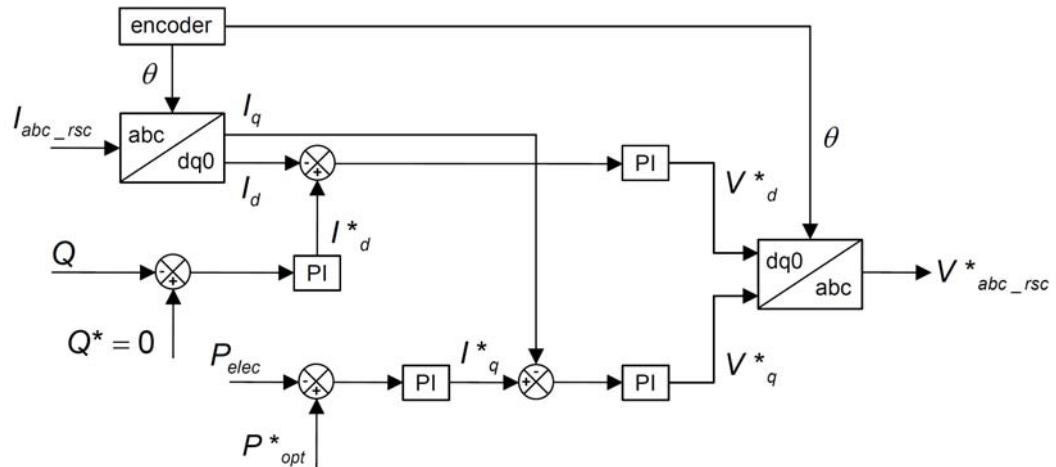 encoder
θ
I_q
I_abc_rsc
abc
dq0
θ
PI
V*_d
I_d
I*_d
Q
PI
dq0
abc
V*_abc_rsc
Q* = 0
P_elec
I*_q
PI
PI
V*_q
P*_opt
- +
- +
- +
+ -